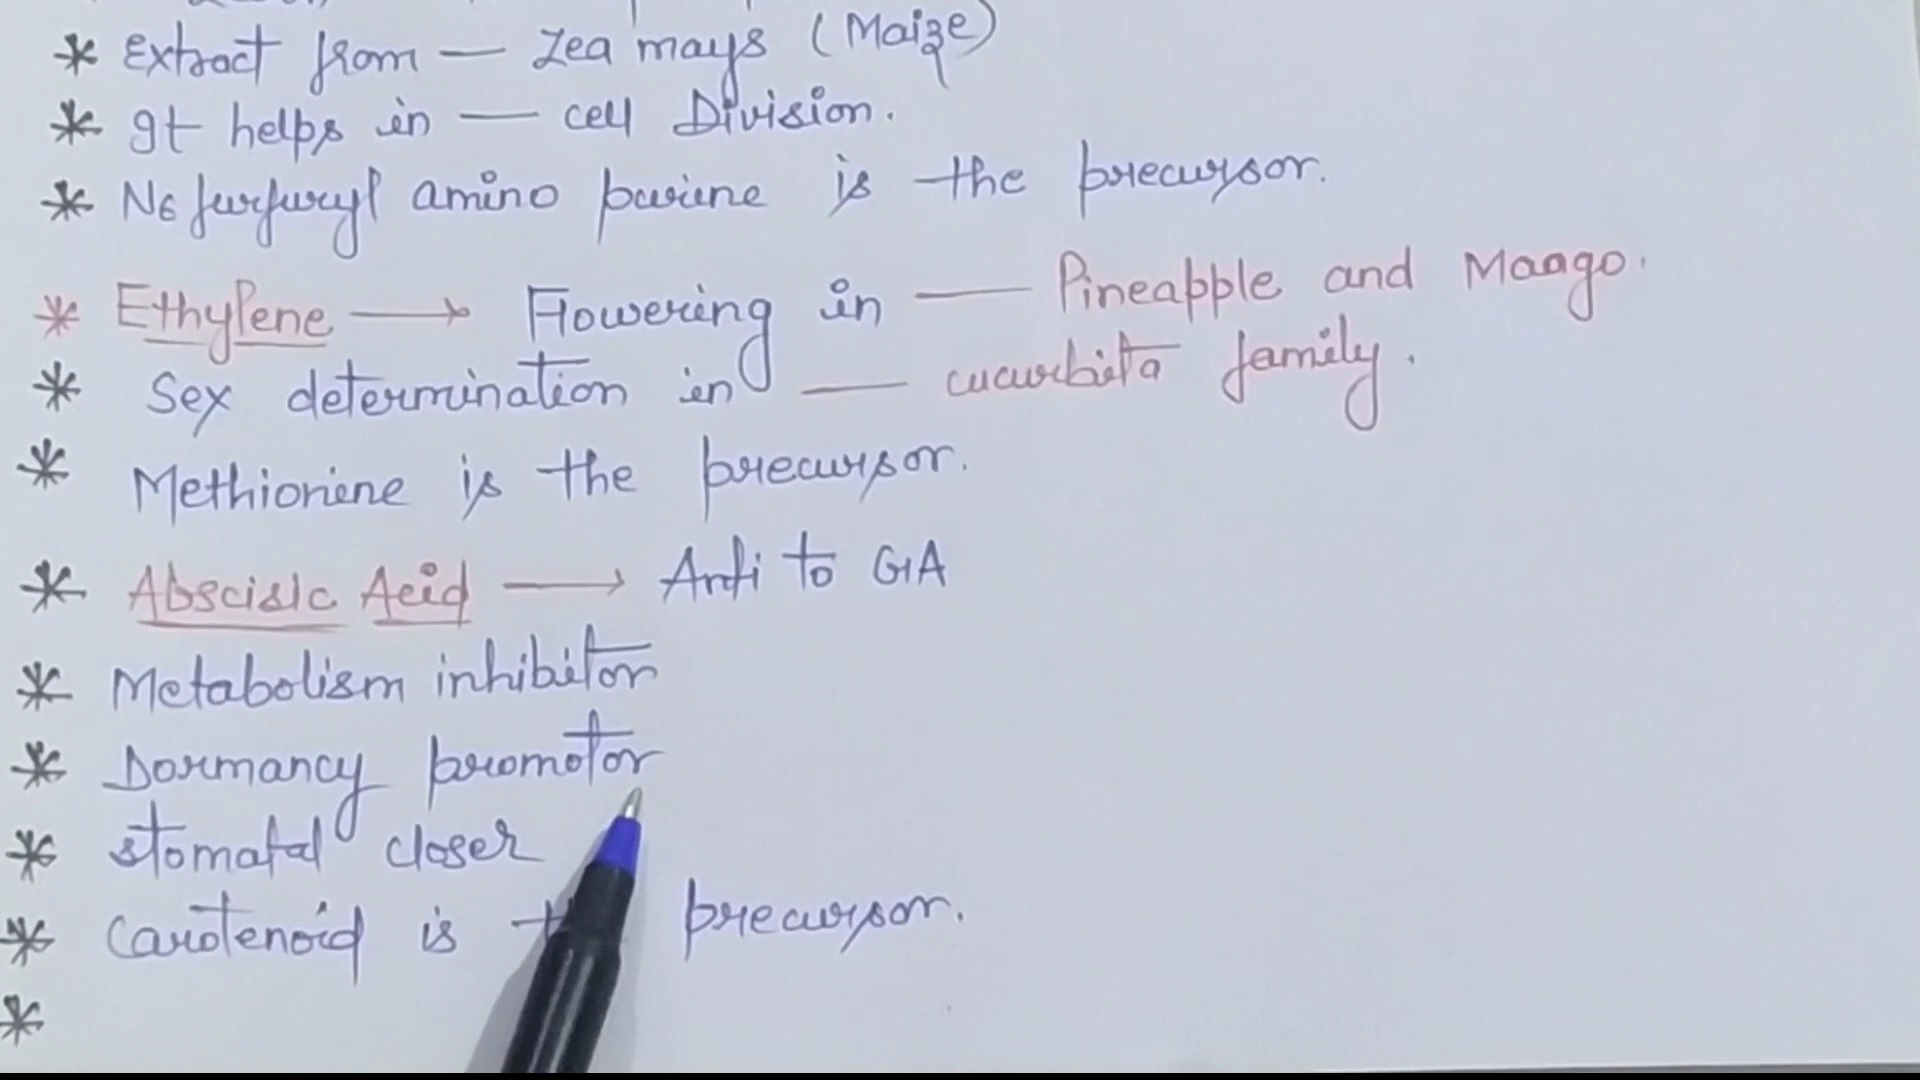 * Extract from — Zea mays (Maize)
* It helps in — cell Division.
* N6 furfuryl amino purine is the precursor.
* Ethylene → Flowering in — Pineapple and Mango.
* Sex determination in — cucurbita family.
* Methionine is the precursor.
* Abscisic Acid → Anti to GA
* Metabolism inhibitor
* Dormancy promotor
* stomatal closer
* Carotenoid is precursor.
*